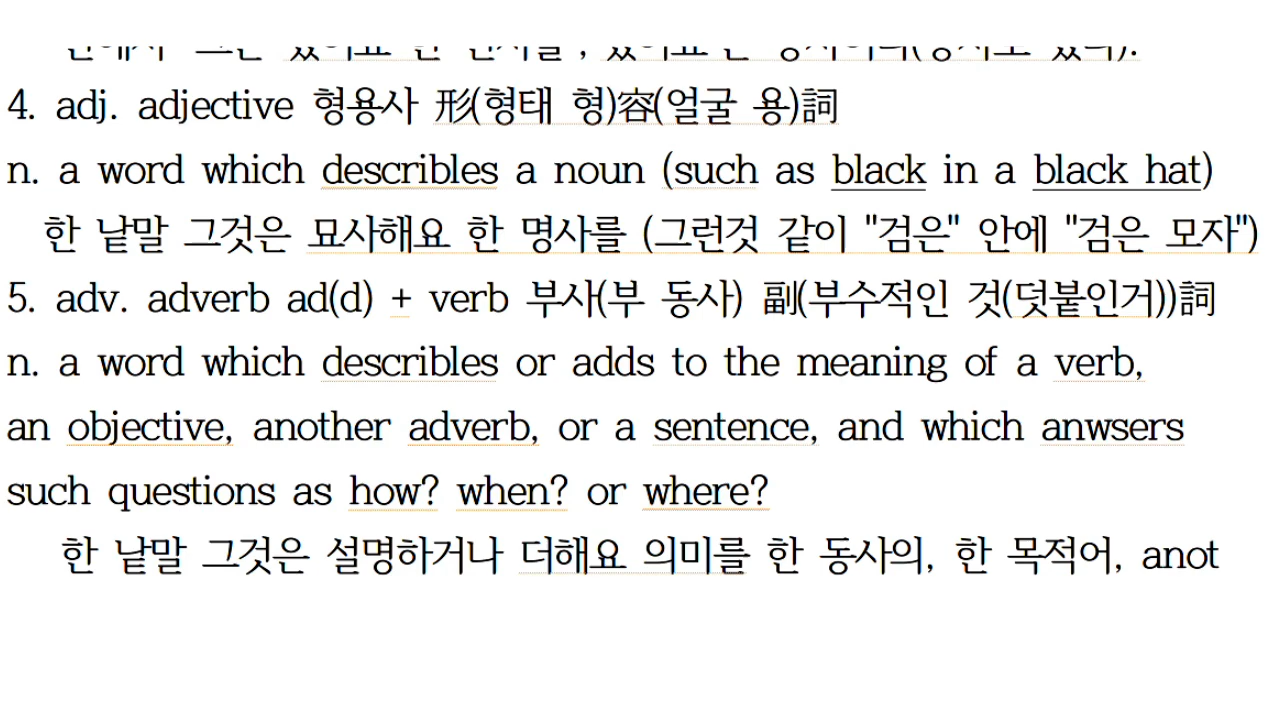 4. adj. adjective 형용사 形(형태 형)容(얼굴 용)詞
n. a word which describles a noun (such as black in a black hat)
한 낱말 그것은 묘사해요 한 명사를 (그런것 같이 "검은" 안에 "검은 모자")
5. adv. adverb ad(d) + verb 부사(부 동사) 副(부수적인 것(덧붙인거))詞
n. a word which describles or adds to the meaning of a verb,
an objective, another adverb, or a sentence, and which anwsers
such questions as how? when? or where?
한 낱말 그것은 설명하거나 더해요 의미를 한 동사의, 한 목적어, anot